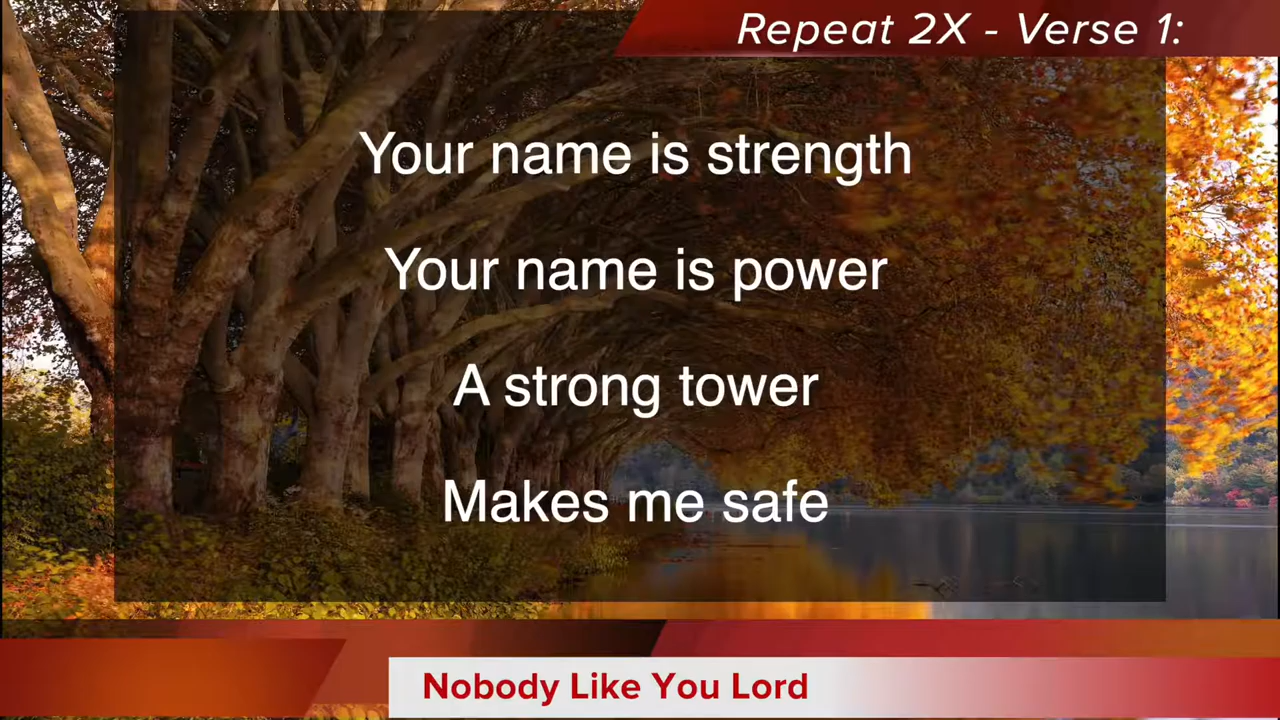 Repeat 2X - Verse 1:
Your name is strength
Your name is power
A strong tower
Makes me safe
Nobody Like You Lord